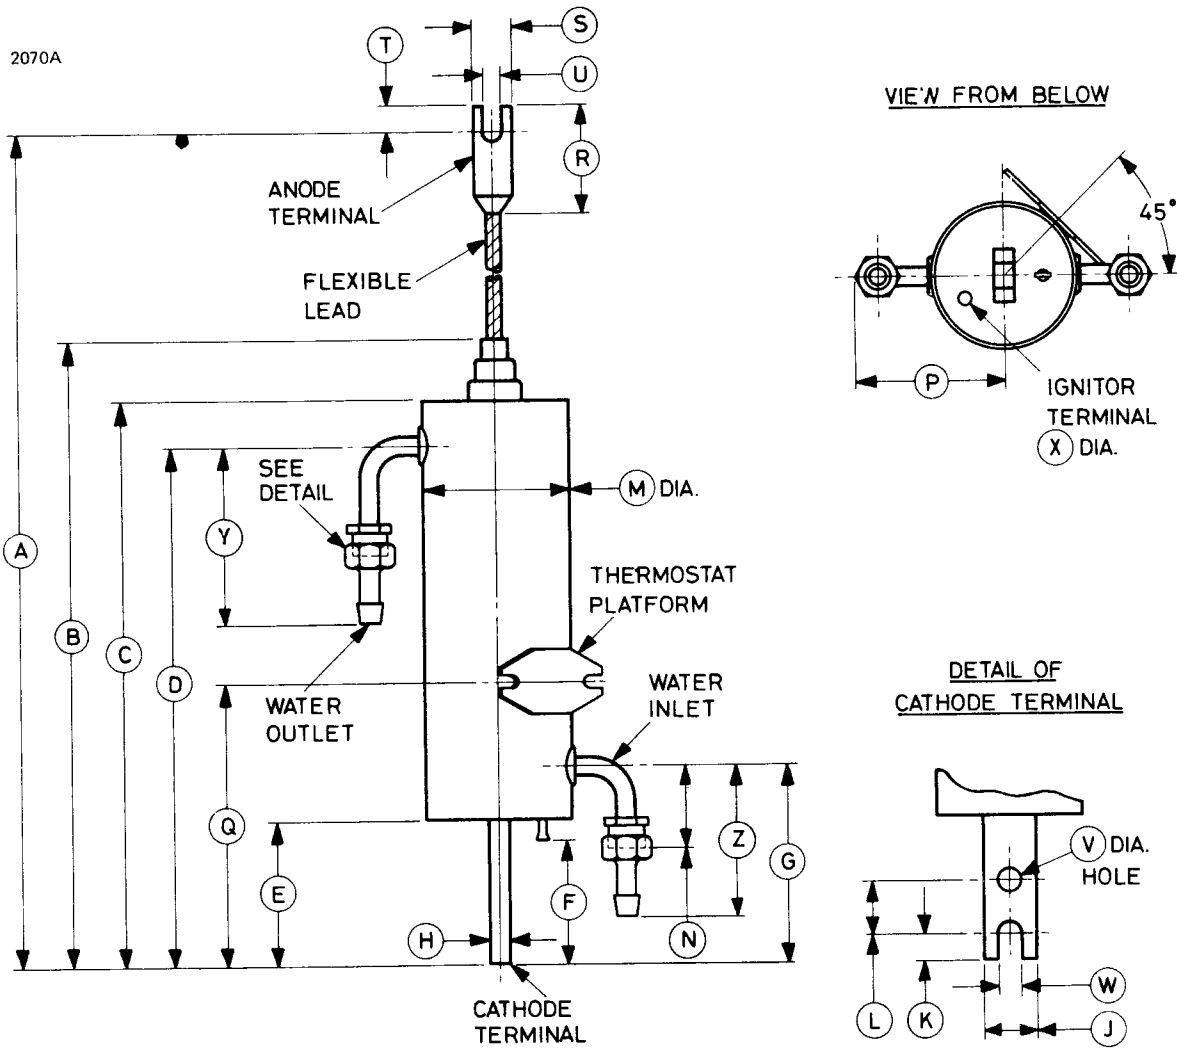 2070A
S
T
U
VIEW FROM BELOW
R
ANODE
TERMINAL
45°
FLEXIBLE
LEAD
P
IGNITOR
TERMINAL
X DIA.
SEE
DETAIL
M DIA.
Y
A
THERMOSTAT
PLATFORM
B
C
D
WATER
OUTLET
WATER
INLET
DETAIL OF
CATHODE TERMINAL
Q
Z
G
V DIA.
HOLE
E
F
H
N
CATHODE
TERMINAL
W
L
K
J